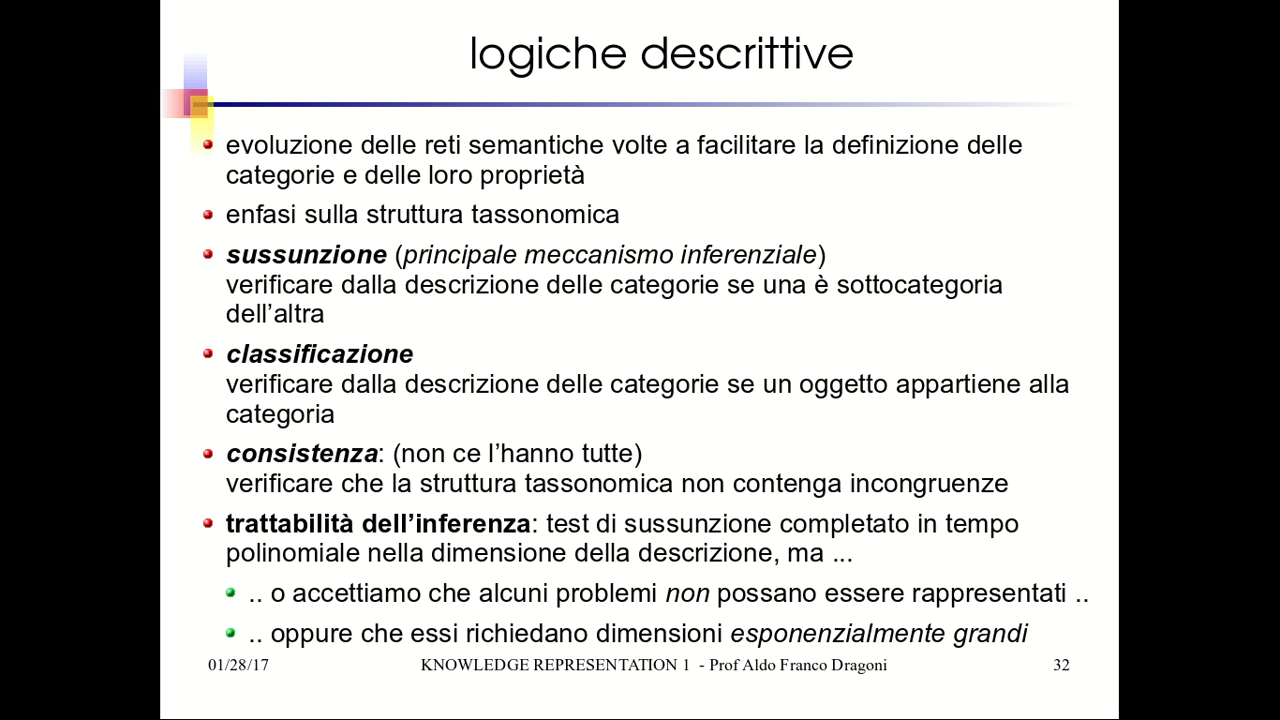 logiche descrittive
evoluzione delle reti semantiche volte a facilitare la definizione delle
categorie e delle loro proprietà
enfasi sulla struttura tassonomica
sussunzione (principale meccanismo inferenziale)
verificare dalla descrizione delle categorie se una è sottocategoria
dell'altra
classificazione
verificare dalla descrizione delle categorie se un oggetto appartiene alla
categoria
consistenza: (non ce l'hanno tutte)
verificare che la struttura tassonomica non contenga incongruenze
trattabilità dell'inferenza: test di sussunzione completato in tempo
polinomiale nella dimensione della descrizione, ma ...
.. o accettiamo che alcuni problemi non possano essere rappresentati ..
.. oppure che essi richiedano dimensioni esponenzialmente grandi
01/28/17 KNOWLEDGE REPRESENTATION 1 - Prof Aldo Franco Dragoni 32